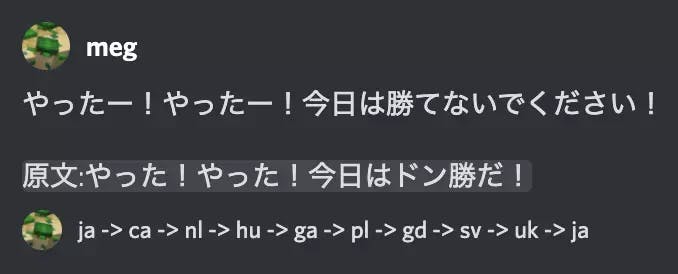 meg
やったー！やったー！今日は勝てないでください！
原文:やった！やった！今日はドン勝だ！
ja -> ca -> nl -> hu -> ga -> pl -> gd -> sv -> uk -> ja